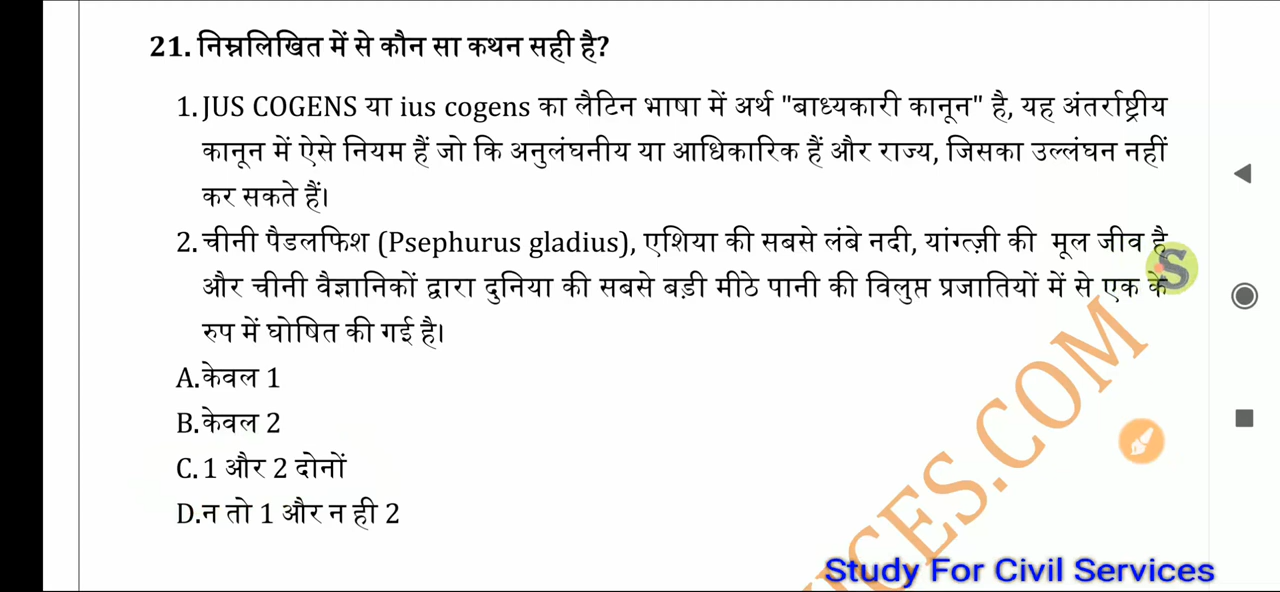 21. निम्नलिखित में से कौन सा कथन सही है?
1. JUS COGENS या ius cogens का लैटिन भाषा में अर्थ "बाध्यकारी कानून" है, यह अंतर्राष्ट्रीय
कानून में ऐसे नियम हैं जो कि अनुलंघनीय या आधिकारिक हैं और राज्य, जिसका उल्लंघन नहीं
कर सकते हैं।
2. चीनी पैडलफिश (Psephurus gladius), एशिया की सबसे लंबे नदी, यांग्त्ज़ी की मूल जीव है
और चीनी वैज्ञानिकों द्वारा दुनिया की सबसे बड़ी मीठे पानी की विलुप्त प्रजातियों में से एक के
रुप में घोषित की गई है।
A.केवल 1
B.केवल 2
C. 1 और 2 दोनों
D.न तो 1 और न ही 2
S
ICES.COM
Study For Civil Services